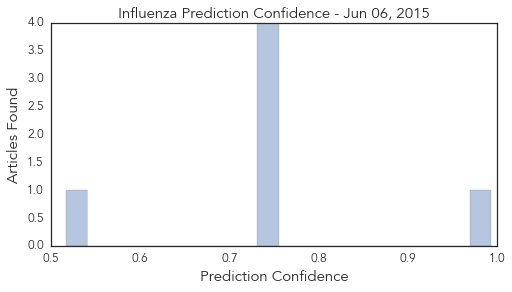 Influenza Prediction Confidence - Jun 06, 2015
Articles Found
4.0
3.5
3.0
2.5
2.0
1.5
1.0
0.5
0.0
0.5 0.6 0.7 0.8 0.9 1.0
Prediction Confidence